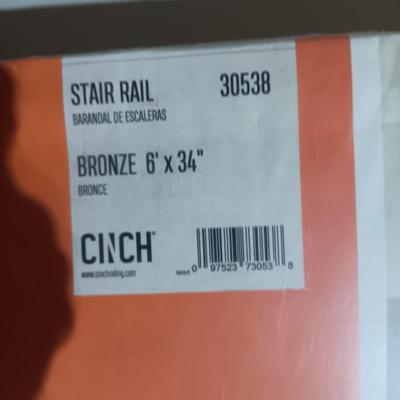 STAIR RAIL 30538
BARANDAL DE ESCALERAS
BRONZE 6' x 34"
BRONCE
CINCH
www.cinchrailing.com
0 97523 73053 8